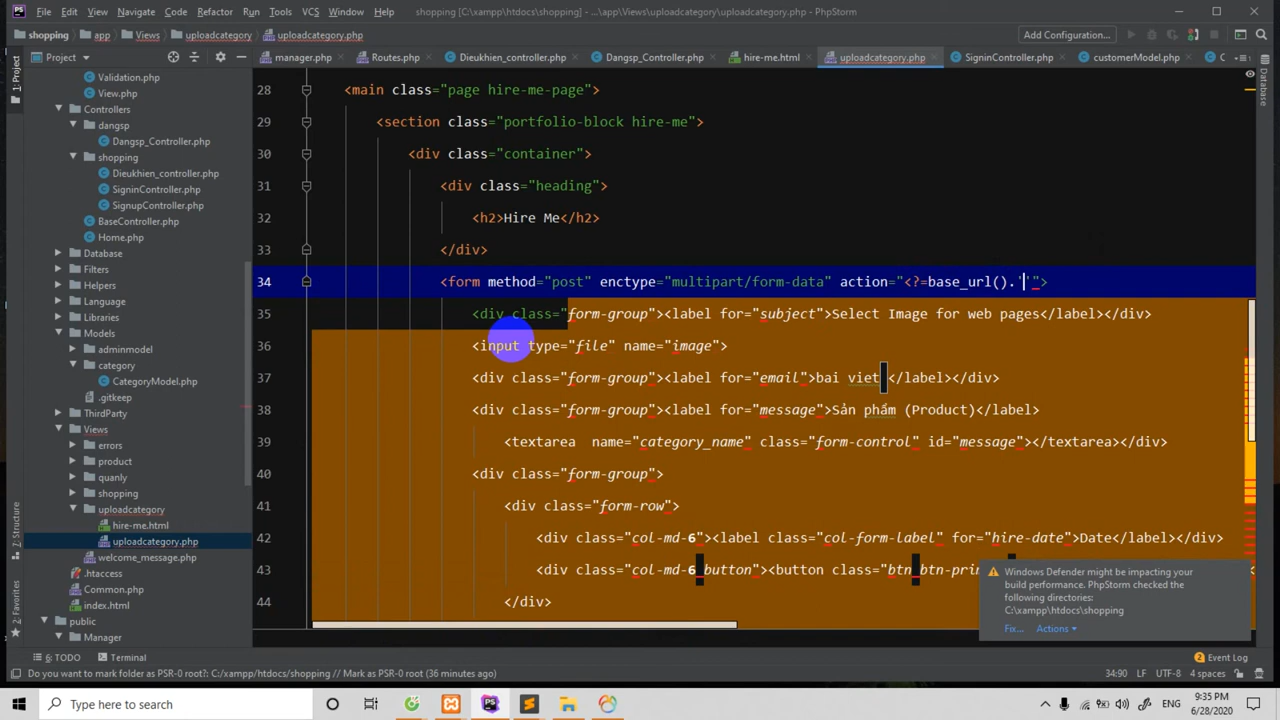 File Edit View Navigate Code Refactor Run Tools VCS Window Help shopping [C:\xampp\htdocs\shopping] - ...\app\Views\uploadcategory\uploadcategory.php - PhpStorm
shopping app Views uploadcategory uploadcategory.php Add Configuration...
Project manager.php Routes.php Dieukhien_controller.php Dangsp_Controller.php hire-me.html uploadcategory.php SigninController.php customerModel.php
1: Project
Database
Validation.php
View.php
Controllers
dangsp
Dangsp_Controller.php
shopping
Dieukhien_controller.php
SigninController.php
SignupController.php
BaseController.php
Home.php
Database
Filters
Helpers
Language
Libraries
Models
adminmodel
category
CategoryModel.php
.gitkeep
ThirdParty
Views
errors
product
quanly
shopping
uploadcategory
hire-me.html
uploadcategory.php
welcome_message.php
.htaccess
Common.php
index.html
public
Manager
7: Structure
2: Favorites
28 <main class="page hire-me-page">
29 <section class="portfolio-block hire-me">
30 <div class="container">
31 <div class="heading">
32 <h2>Hire Me</h2>
33 </div>
34 <form method="post" enctype="multipart/form-data" action="<?=base_url().''">
35 <div class="form-group"><label for="subject">Select Image for web pages</label></div>
36 <input type="file" name="image">
37 <div class="form-group"><label for="email">bai viet </label></div>
38 <div class="form-group"><label for="message">Sản phẩm (Product)</label>
39 <textarea name="category_name" class="form-control" id="message"></textarea></div>
40 <div class="form-group">
41 <div class="form-row">
42 <div class="col-md-6"><label class="col-form-label" for="hire-date">Date</label></div>
43 <div class="col-md-6 button"><button class="btn btn-prim
44 </div>
Windows Defender might be impacting your
build performance. PhpStorm checked the
following directories:
C:\xampp\htdocs\shopping
Fix... Actions
6: TODO Terminal 2 Event Log
Do you want to mark folder as PSR-0 root?: C:/xampp/htdocs/shopping // Mark as PSR-0 root (36 minutes ago) 34:90 LF UTF-8 4 spaces
Type here to search
9:35 PM
6/28/2020